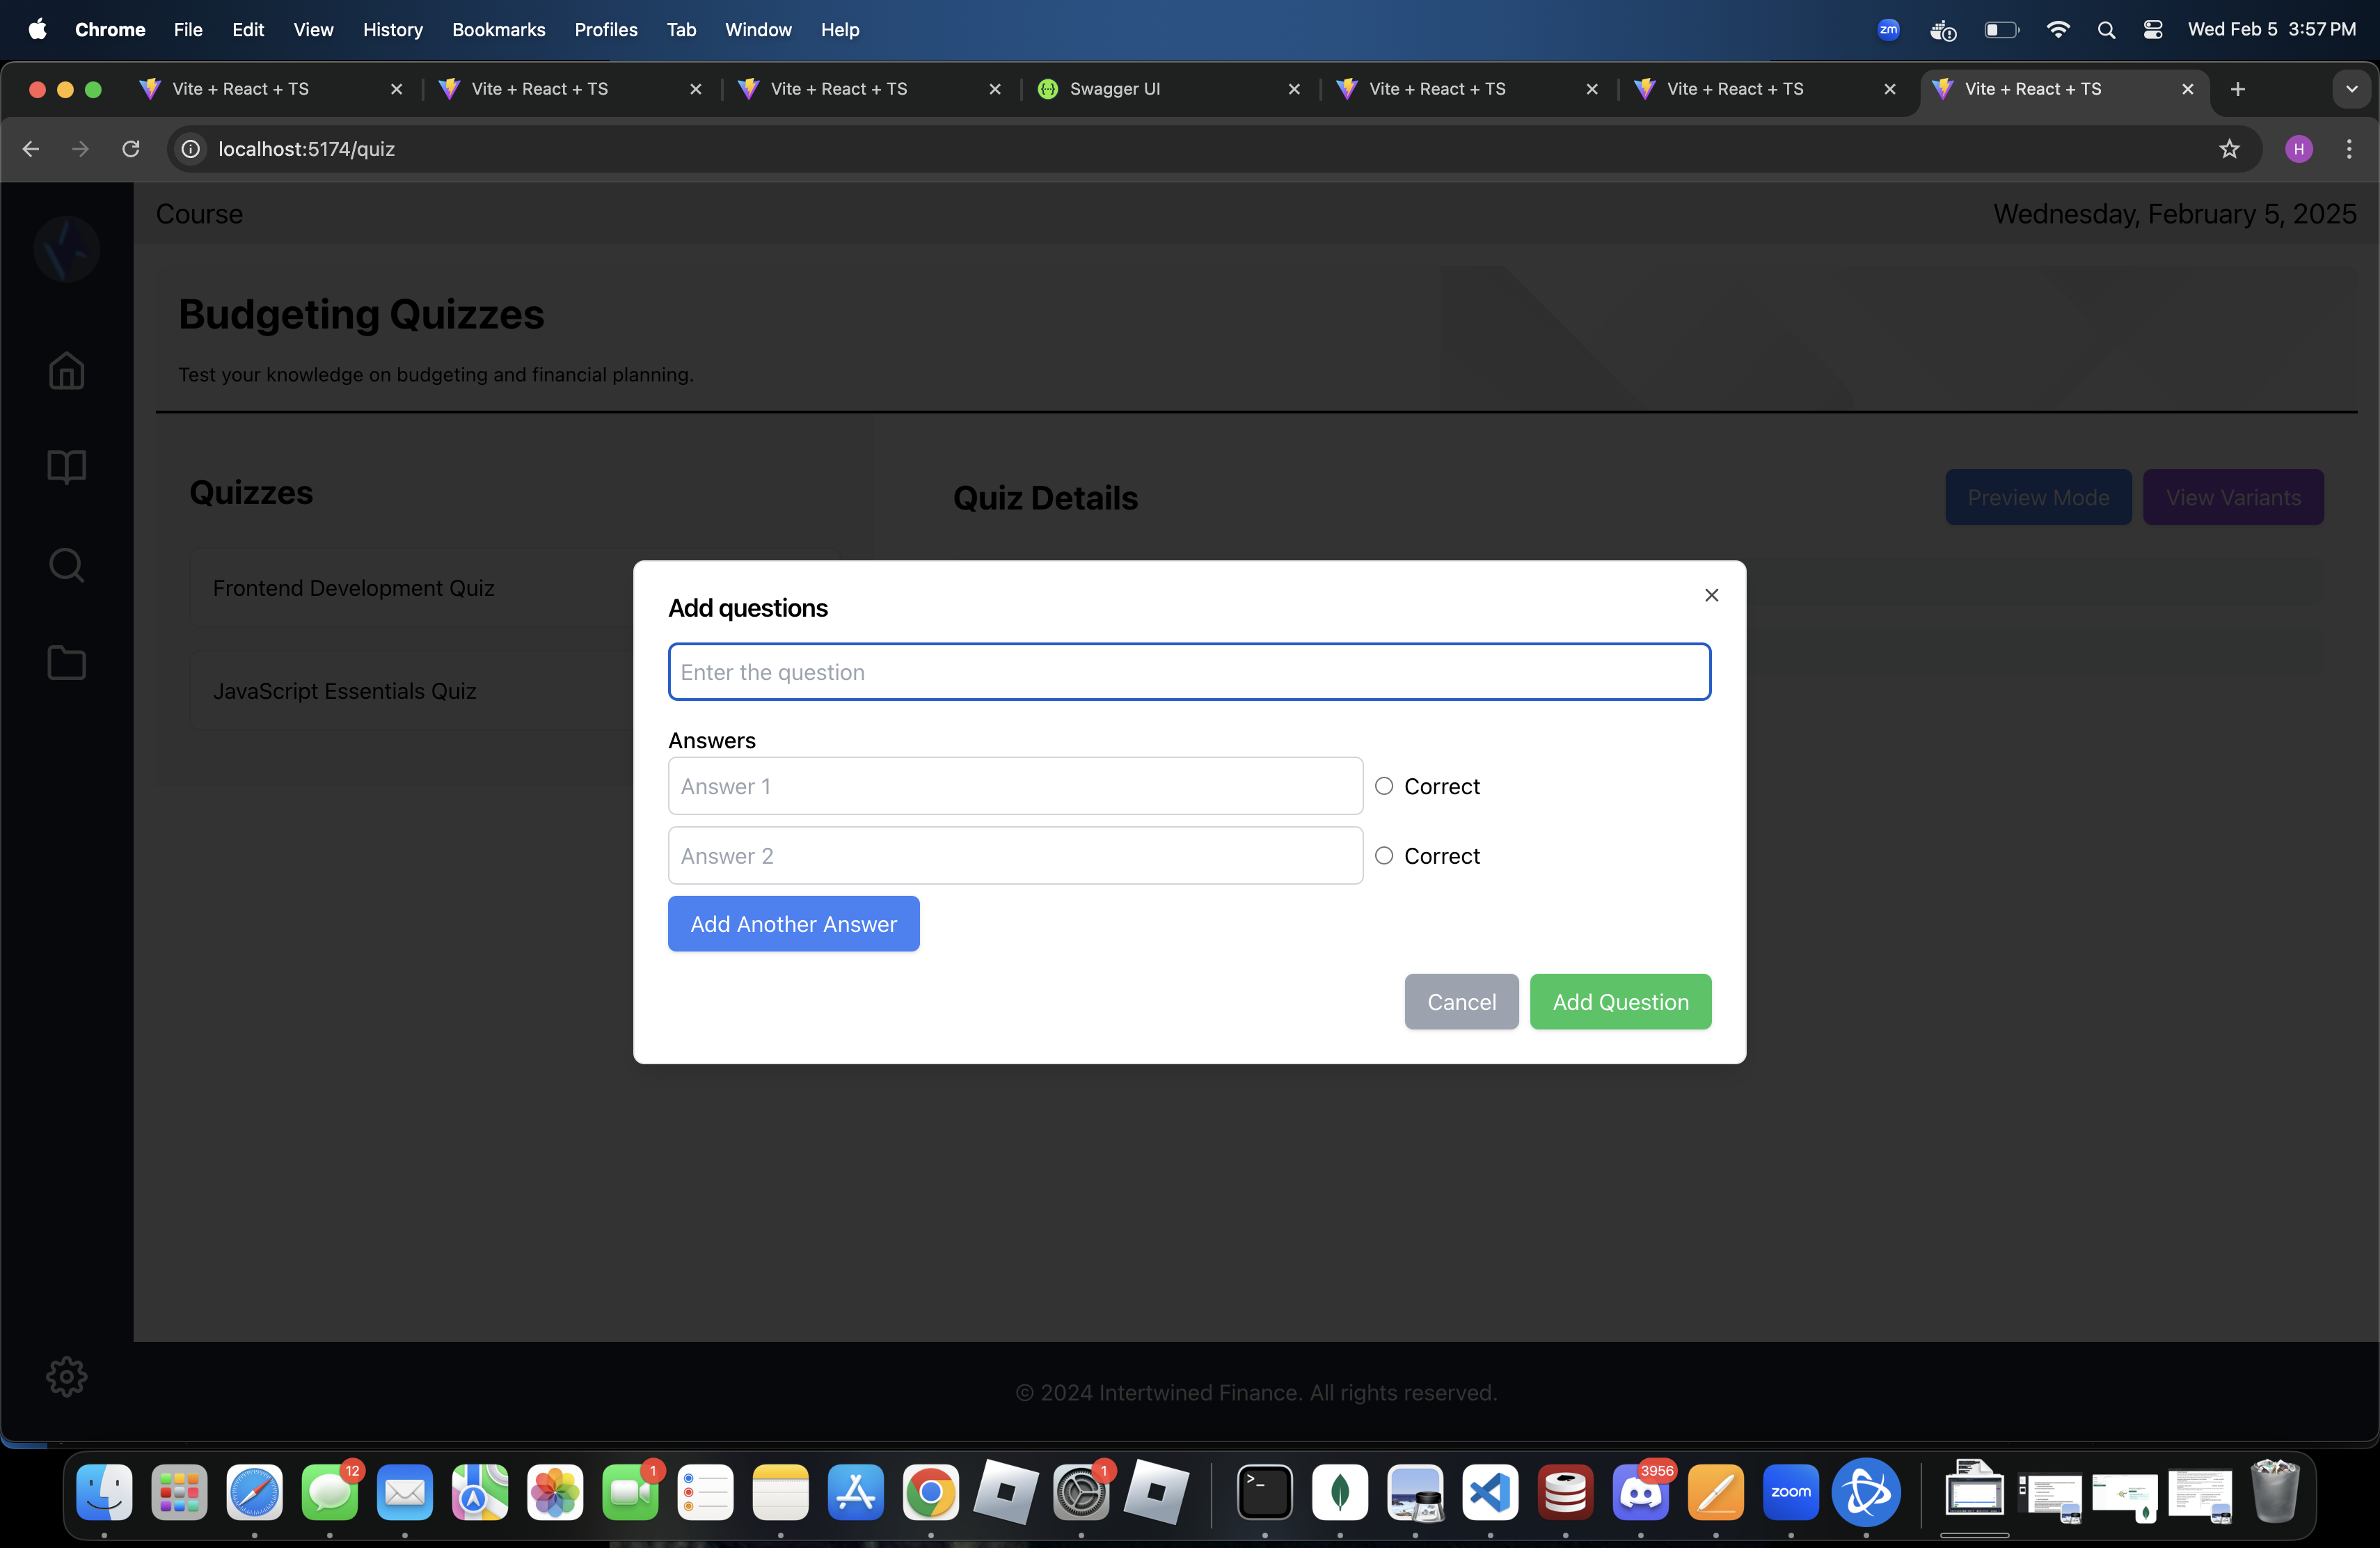 Chrome File Edit View History Bookmarks Profiles Tab Window Help zm Wed Feb 5 3:57 PM
Vite + React + TS Vite + React + TS Vite + React + TS Swagger UI Vite + React + TS Vite + React + TS Vite + React + TS
localhost:5174/quiz H
Course Wednesday, February 5, 2025
Budgeting Quizzes
Test your knowledge on budgeting and financial planning.
Quizzes
Quiz Details Preview Mode View Variants
Frontend Development Quiz
JavaScript Essentials Quiz
Add questions
Enter the question
Answers
Answer 1 Correct
Answer 2 Correct
Add Another Answer
Cancel Add Question
© 2024 Intertwined Finance. All rights reserved.
12 1 1 3956 zoom